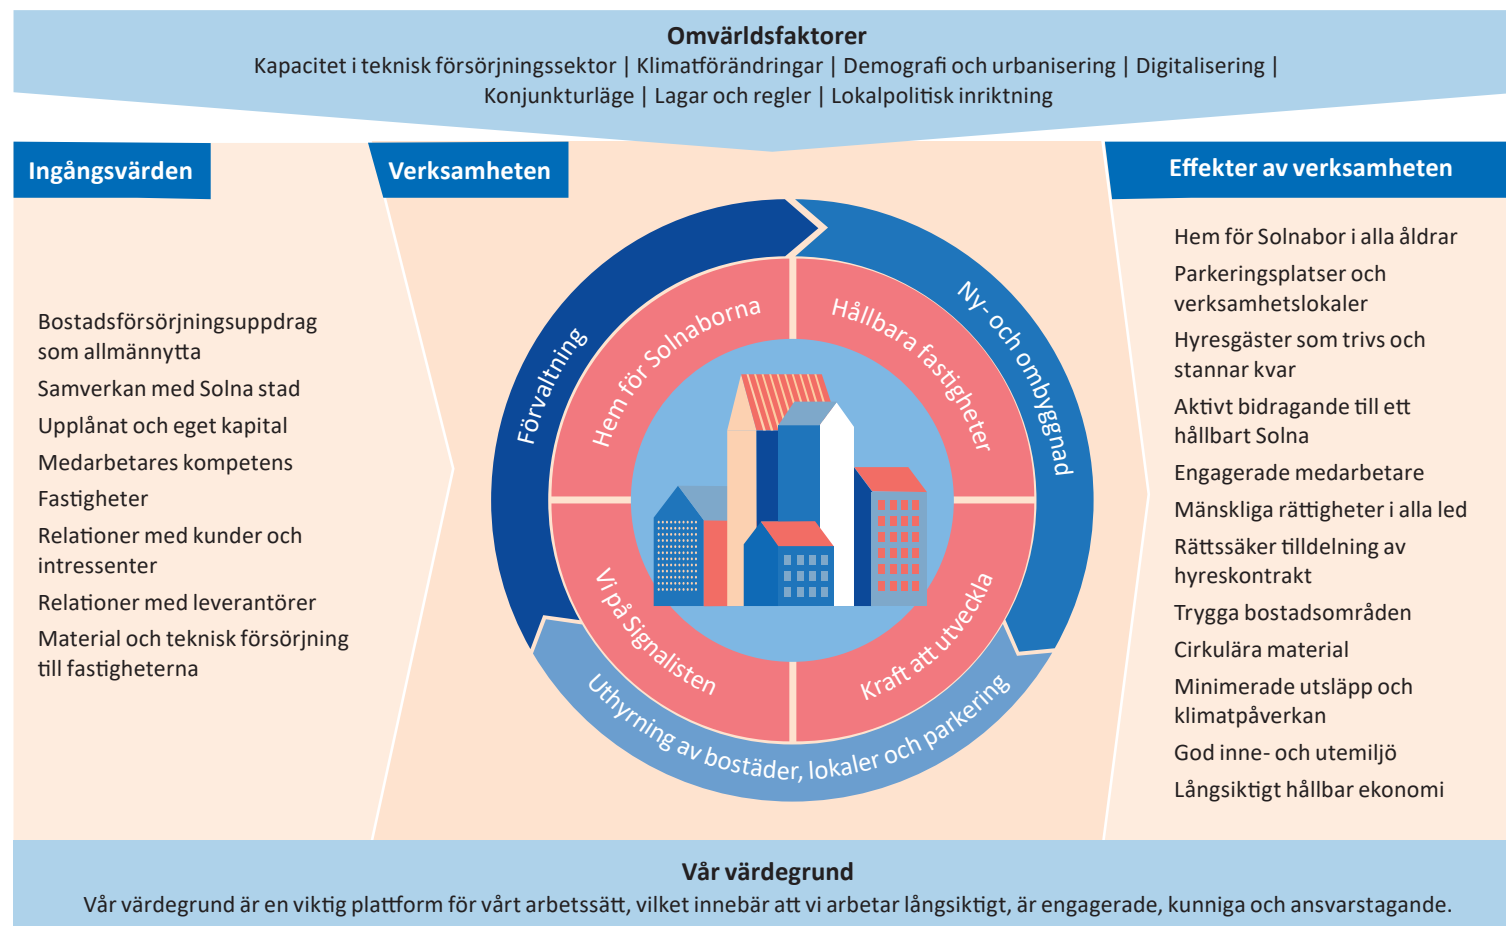 Omvärldsfaktorer
Kapacitet i teknisk försörjningssektor | Klimatförändringar | Demografi och urbanisering | Digitalisering |
Konjunkturläge | Lagar och regler | Lokalpolitisk inriktning
Ingångsvärden
Bostadsförsörjningsuppdrag
som allmännytta
Samverkan med Solna stad
Upplånat och eget kapital
Medarbetares kompetens
Fastigheter
Relationer med kunder och
intressenter
Relationer med leverantörer
Material och teknisk försörjning
till fastigheterna
Verksamheten
Förvaltning
Ny- och ombyggnad
Uthyrning av bostäder, lokaler och parkering
Hem för Solnaborna
Hållbara fastigheter
Vi på Signalisten
Kraft att utveckla
Effekter av verksamheten
Hem för Solnabor i alla åldrar
Parkeringsplatser och
verksamhetslokaler
Hyresgäster som trivs och
stannar kvar
Aktivt bidragande till ett
hållbart Solna
Engagerade medarbetare
Mänskliga rättigheter i alla led
Rättssäker tilldelning av
hyreskontrakt
Trygga bostadsområden
Cirkulära material
Minimerade utsläpp och
klimatpåverkan
God inne- och utemiljö
Långsiktigt hållbar ekonomi
Vår värdegrund
Vår värdegrund är en viktig plattform för vårt arbetssätt, vilket innebär att vi arbetar långsiktigt, är engagerade, kunniga och ansvarstagande.